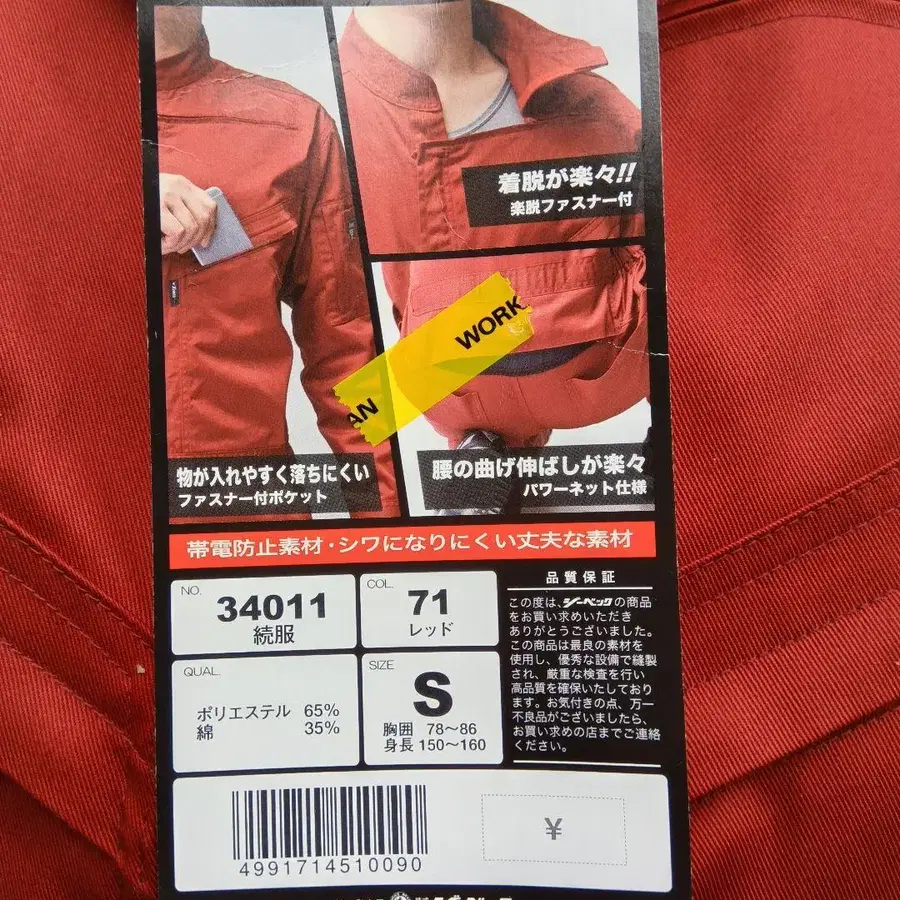 着脱が楽々!!
楽脱ファスナー付
WORK
AN
物が入れやすく落ちにくい
ファスナー付ポケット
腰の曲げ伸ばしが楽々
パワーネット仕様
帯電防止素材・シワになりにくい丈夫な素材
NO.
34011
続服
COL.
71
レッド
QUAL.
ポリエステル 65%
綿 35%
SIZE
S
胸囲 78〜86
身長 150〜160
品質保証
この度は、ジーベックの商品
をお買い求めいただき
ありがとうございました。
この商品は最良の素材を
使用し、優秀な設備で縫製
され、厳重な検査を行い
高品質を確保いたしており
ます。お気付きの点、万一
不良品がございましたら、
お買い求めの店までご連絡
ください。
4991714510090
¥